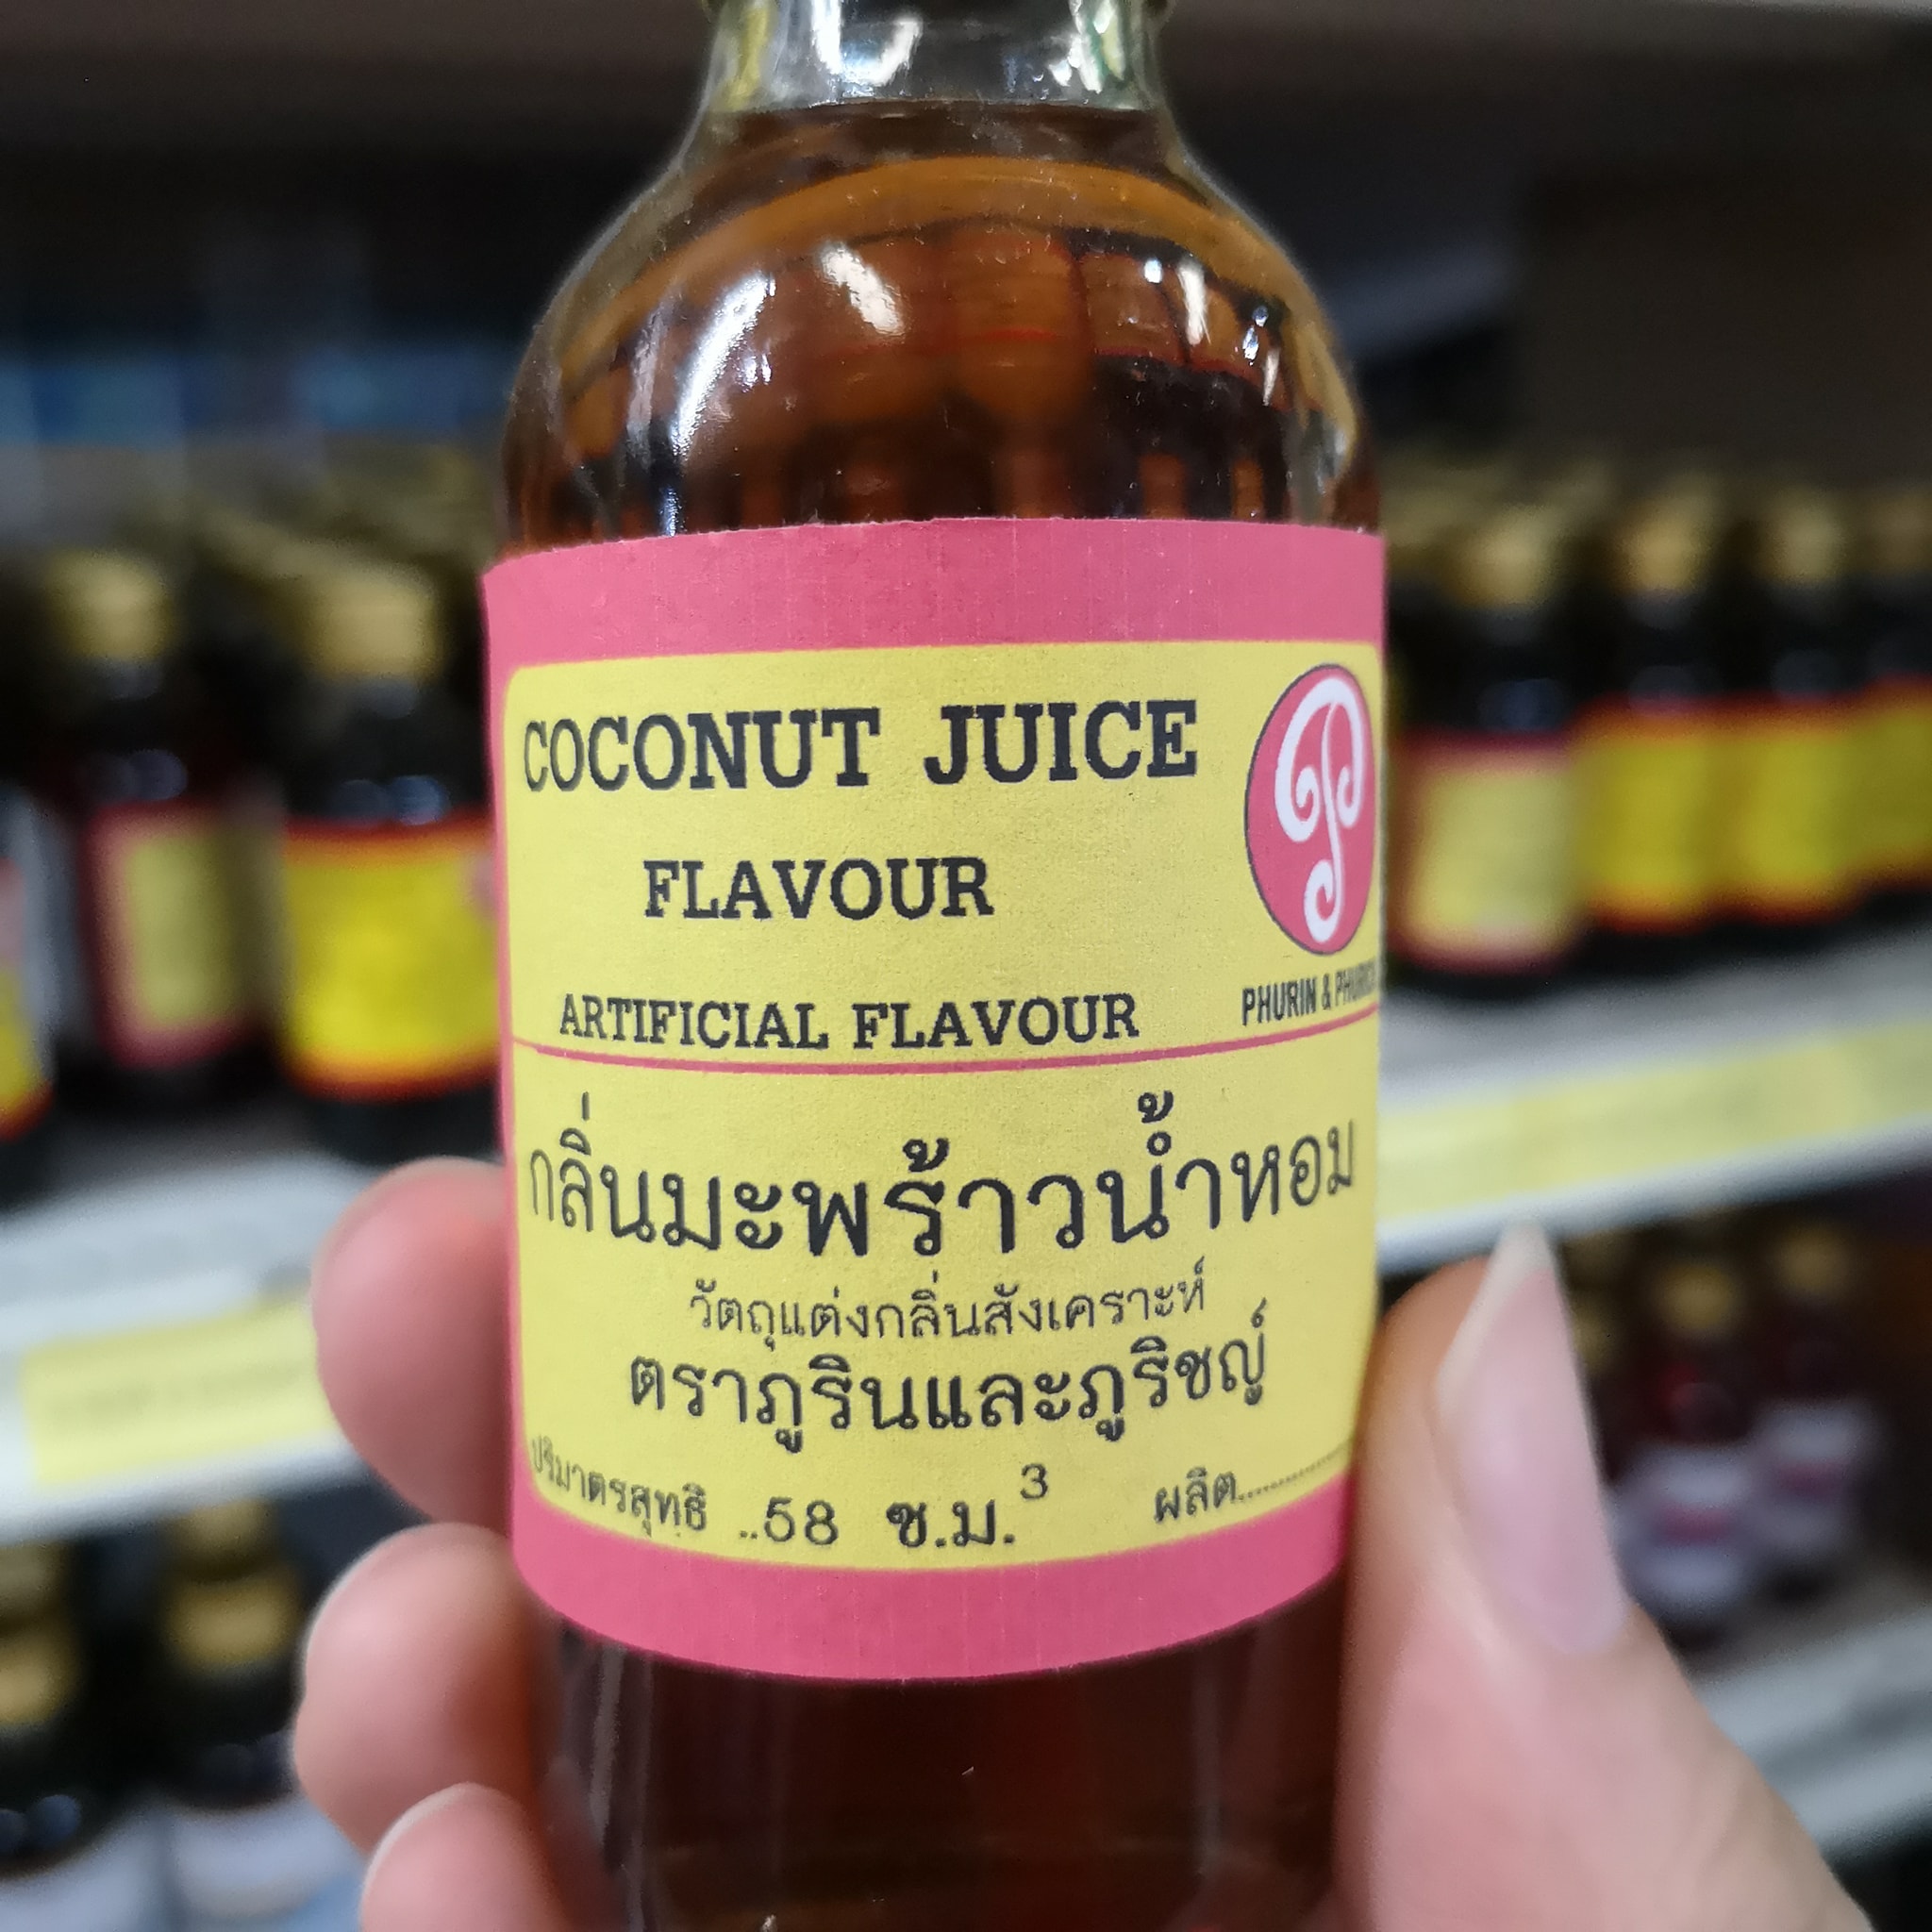 COCONUT JUICE
FLAVOUR
ARTIFICIAL FLAVOUR
PHURIN &
กลิ่นมะพร้าวน้ำหอม
วัตถุแต่งกลิ่นสังเคราะห์
ตราภูรินและภูริชญ์
ปริมาตรสุทธิ ..58 ซ.ม.³ ผลิต..............